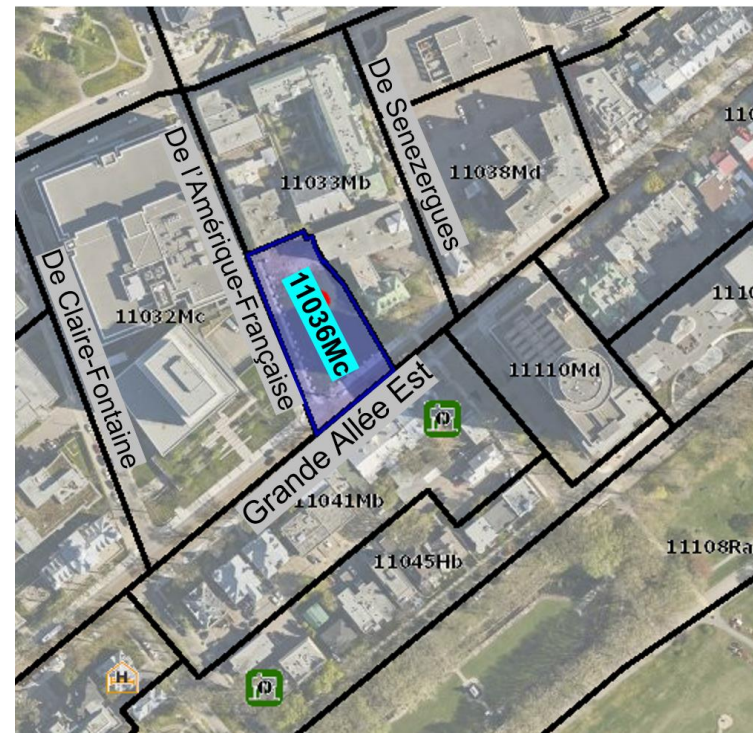 De Senezergues
De l'Amérique-Française
11033Mb
11038Md
De Claire-Fontaine
11036Mc
11032Mc
11110Md
Grande Allée Est
11041Mb
11045Hb
11108Ra
H